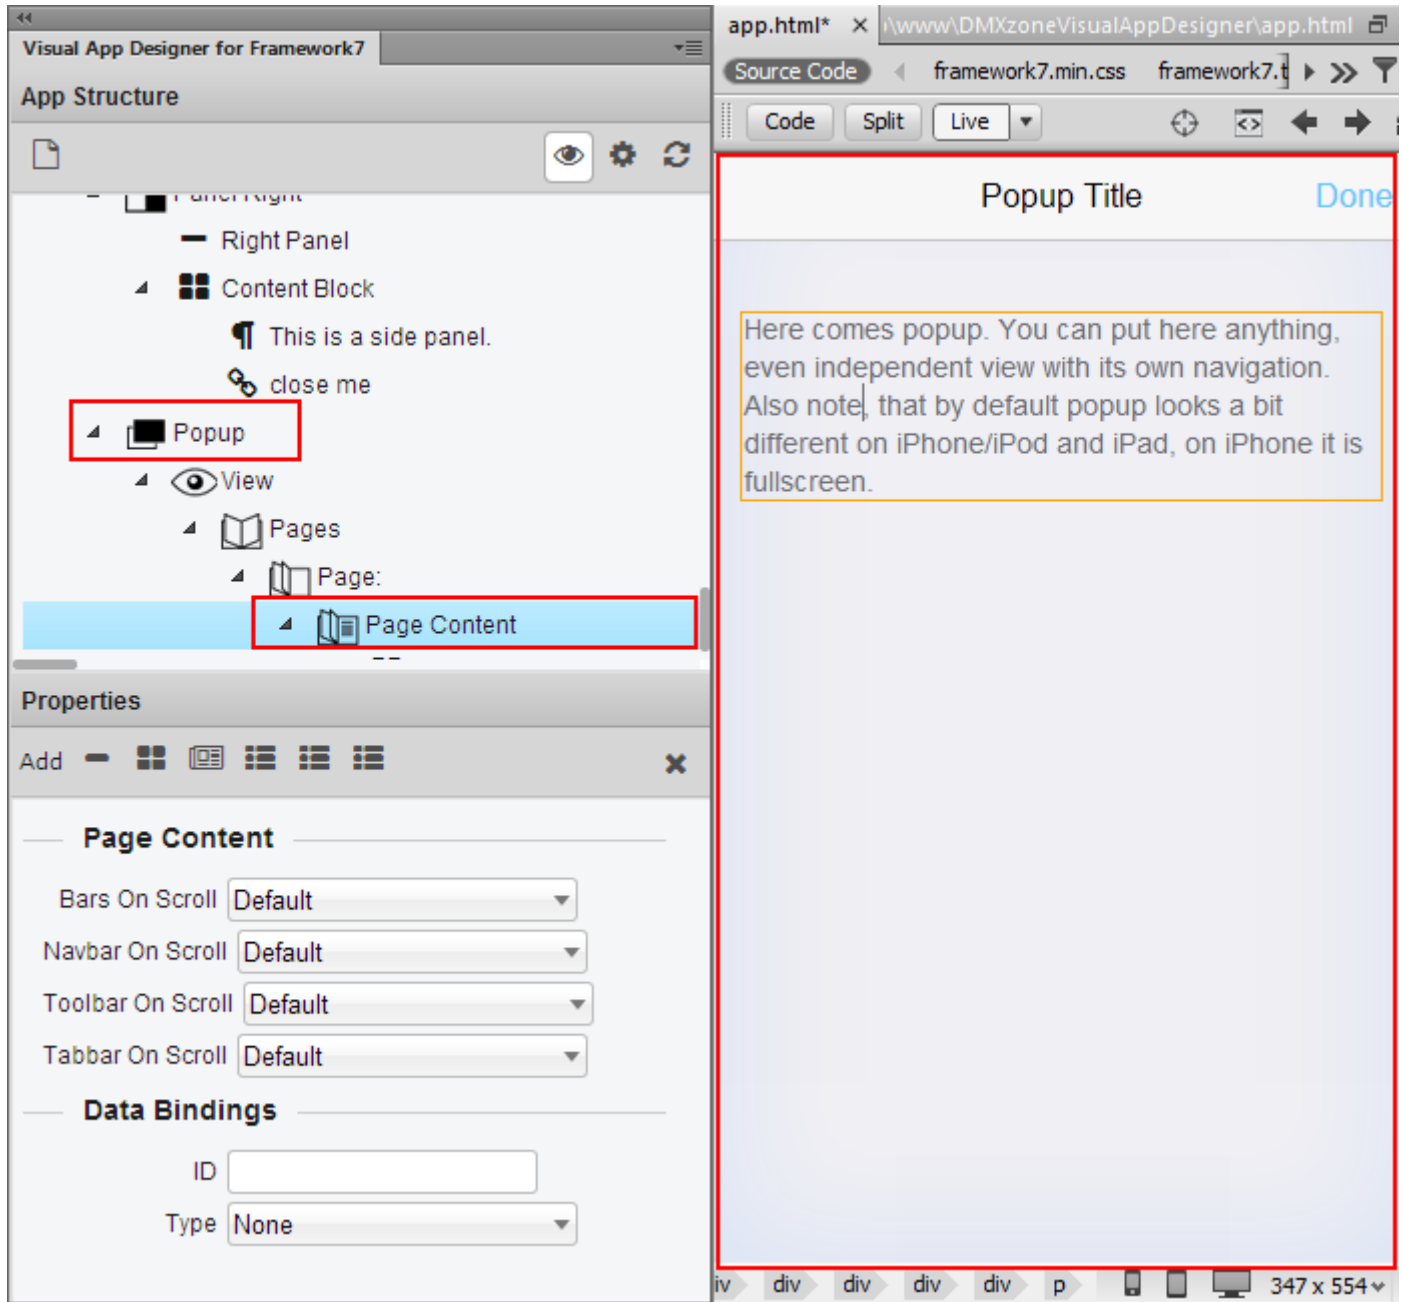 Visual App Designer for Framework7
App Structure
Panel Right
Right Panel
Content Block
This is a side panel.
close me
Popup
View
Pages
Page:
Page Content
Properties
Add
Page Content
Bars On Scroll Default
Navbar On Scroll Default
Toolbar On Scroll Default
Tabbar On Scroll Default
Data Bindings
ID
Type None
app.html* \www\DMXzoneVisualAppDesigner\app.html
Source Code framework7.min.css framework7.t
Code Split Live
Popup Title Done
Here comes popup. You can put here anything,
even independent view with its own navigation.
Also note, that by default popup looks a bit
different on iPhone/iPod and iPad, on iPhone it is
fullscreen.
iv div div div div p 347 x 554